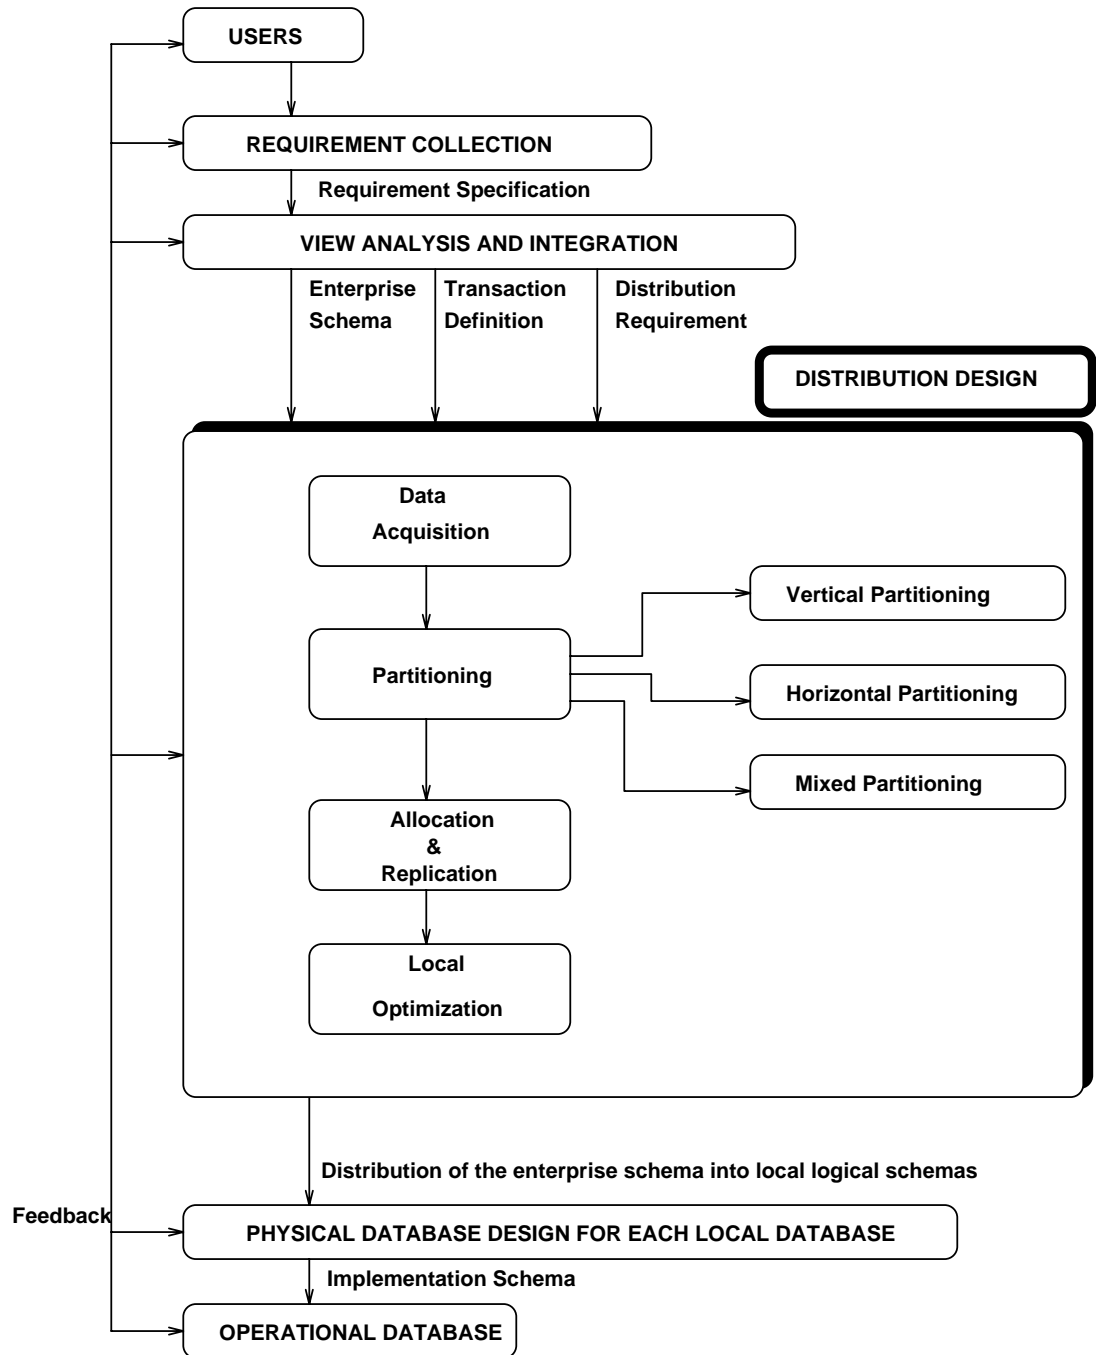 USERS
REQUIREMENT COLLECTION
Requirement Specification
VIEW ANALYSIS AND INTEGRATION
Enterprise
Schema
Transaction
Definition
Distribution
Requirement
DISTRIBUTION DESIGN
Data
Acquisition
Partitioning
Vertical Partitioning
Horizontal Partitioning
Mixed Partitioning
Allocation
&
Replication
Local
Optimization
Distribution of the enterprise schema into local logical schemas
Feedback
PHYSICAL DATABASE DESIGN FOR EACH LOCAL DATABASE
Implementation Schema
OPERATIONAL DATABASE